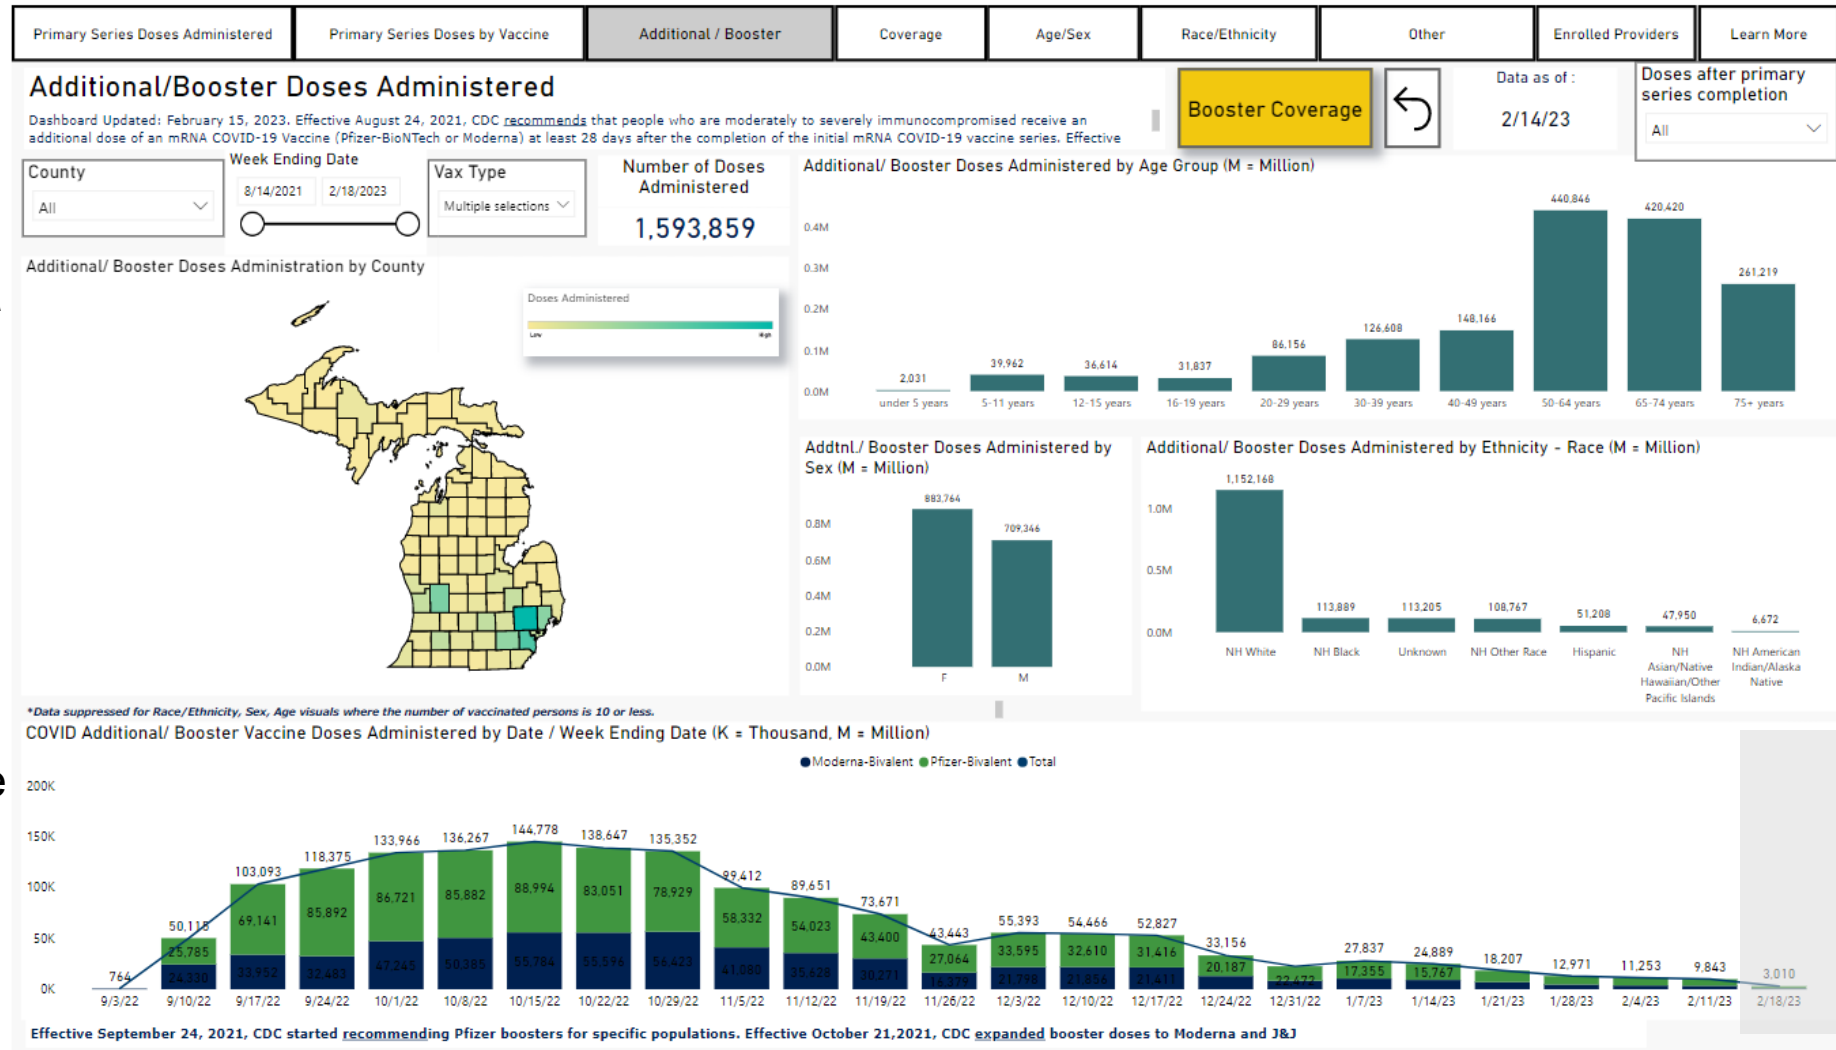 Primary Series Doses Administered
Primary Series Doses by Vaccine
Additional / Booster
Coverage
Age/Sex
Race/Ethnicity
Other
Enrolled Providers
Learn More
Additional/Booster Doses Administered
Dashboard Updated: February 15, 2023. Effective August 24, 2021, CDC recommends that people who are moderately to severely immunocompromised receive an
additional dose of an mRNA COVID-19 Vaccine (Pfizer-BioNTech or Moderna) at least 28 days after the completion of the initial mRNA COVID-19 vaccine series. Effective
Booster Coverage
Data as of :
2/14/23
Doses after primary
series completion
All
County
All
Week Ending Date
8/14/2021
2/18/2023
Vax Type
Multiple selections
Number of Doses
Administered
1,593,859
Additional/ Booster Doses Administration by County
Doses Administered
Low
High
Additional/ Booster Doses Administered by Age Group (M = Million)
0.4M
0.3M
0.2M
0.1M
0.0M
2,031
39,962
36,614
31,837
86,156
126,608
148,166
440,846
420,420
261,219
under 5 years
5-11 years
12-15 years
16-19 years
20-29 years
30-39 years
40-49 years
50-64 years
65-74 years
75+ years
Addtnl./ Booster Doses Administered by
Sex (M = Million)
0.8M
0.6M
0.4M
0.2M
0.0M
883,764
709,346
F
M
Additional/ Booster Doses Administered by Ethnicity - Race (M = Million)
1.0M
0.5M
0.0M
1,152,168
113,889
113,205
108,767
51,208
47,950
6,672
NH White
NH Black
Unknown
NH Other Race
Hispanic
NH
Asian/Native
Hawaiian/Other
Pacific Islands
NH American
Indian/Alaska
Native
*Data suppressed for Race/Ethnicity, Sex, Age visuals where the number of vaccinated persons is 10 or less.
COVID Additional/ Booster Vaccine Doses Administered by Date / Week Ending Date (K = Thousand, M = Million)
Moderna-Bivalent
Pfizer-Bivalent
Total
200K
150K
100K
50K
0K
764
50,115
103,093
118,375
133,966
136,267
144,778
138,647
135,352
99,412
89,651
73,671
43,443
55,393
54,466
52,827
33,156
27,837
24,889
18,207
12,971
11,253
9,843
3,010
25,785
69,141
85,892
86,721
85,882
88,994
83,051
78,929
58,332
54,023
43,400
27,064
33,595
32,610
31,416
20,187
17,355
15,767
24,330
33,952
32,483
47,245
50,385
55,784
55,596
56,423
41,080
35,628
30,271
16,379
21,798
21,856
21,411
22,472
9/3/22
9/10/22
9/17/22
9/24/22
10/1/22
10/8/22
10/15/22
10/22/22
10/29/22
11/5/22
11/12/22
11/19/22
11/26/22
12/3/22
12/10/22
12/17/22
12/24/22
12/31/22
1/7/23
1/14/23
1/21/23
1/28/23
2/4/23
2/11/23
2/18/23
Effective September 24, 2021, CDC started recommending Pfizer boosters for specific populations. Effective October 21,2021, CDC expanded booster doses to Moderna and J&J
e